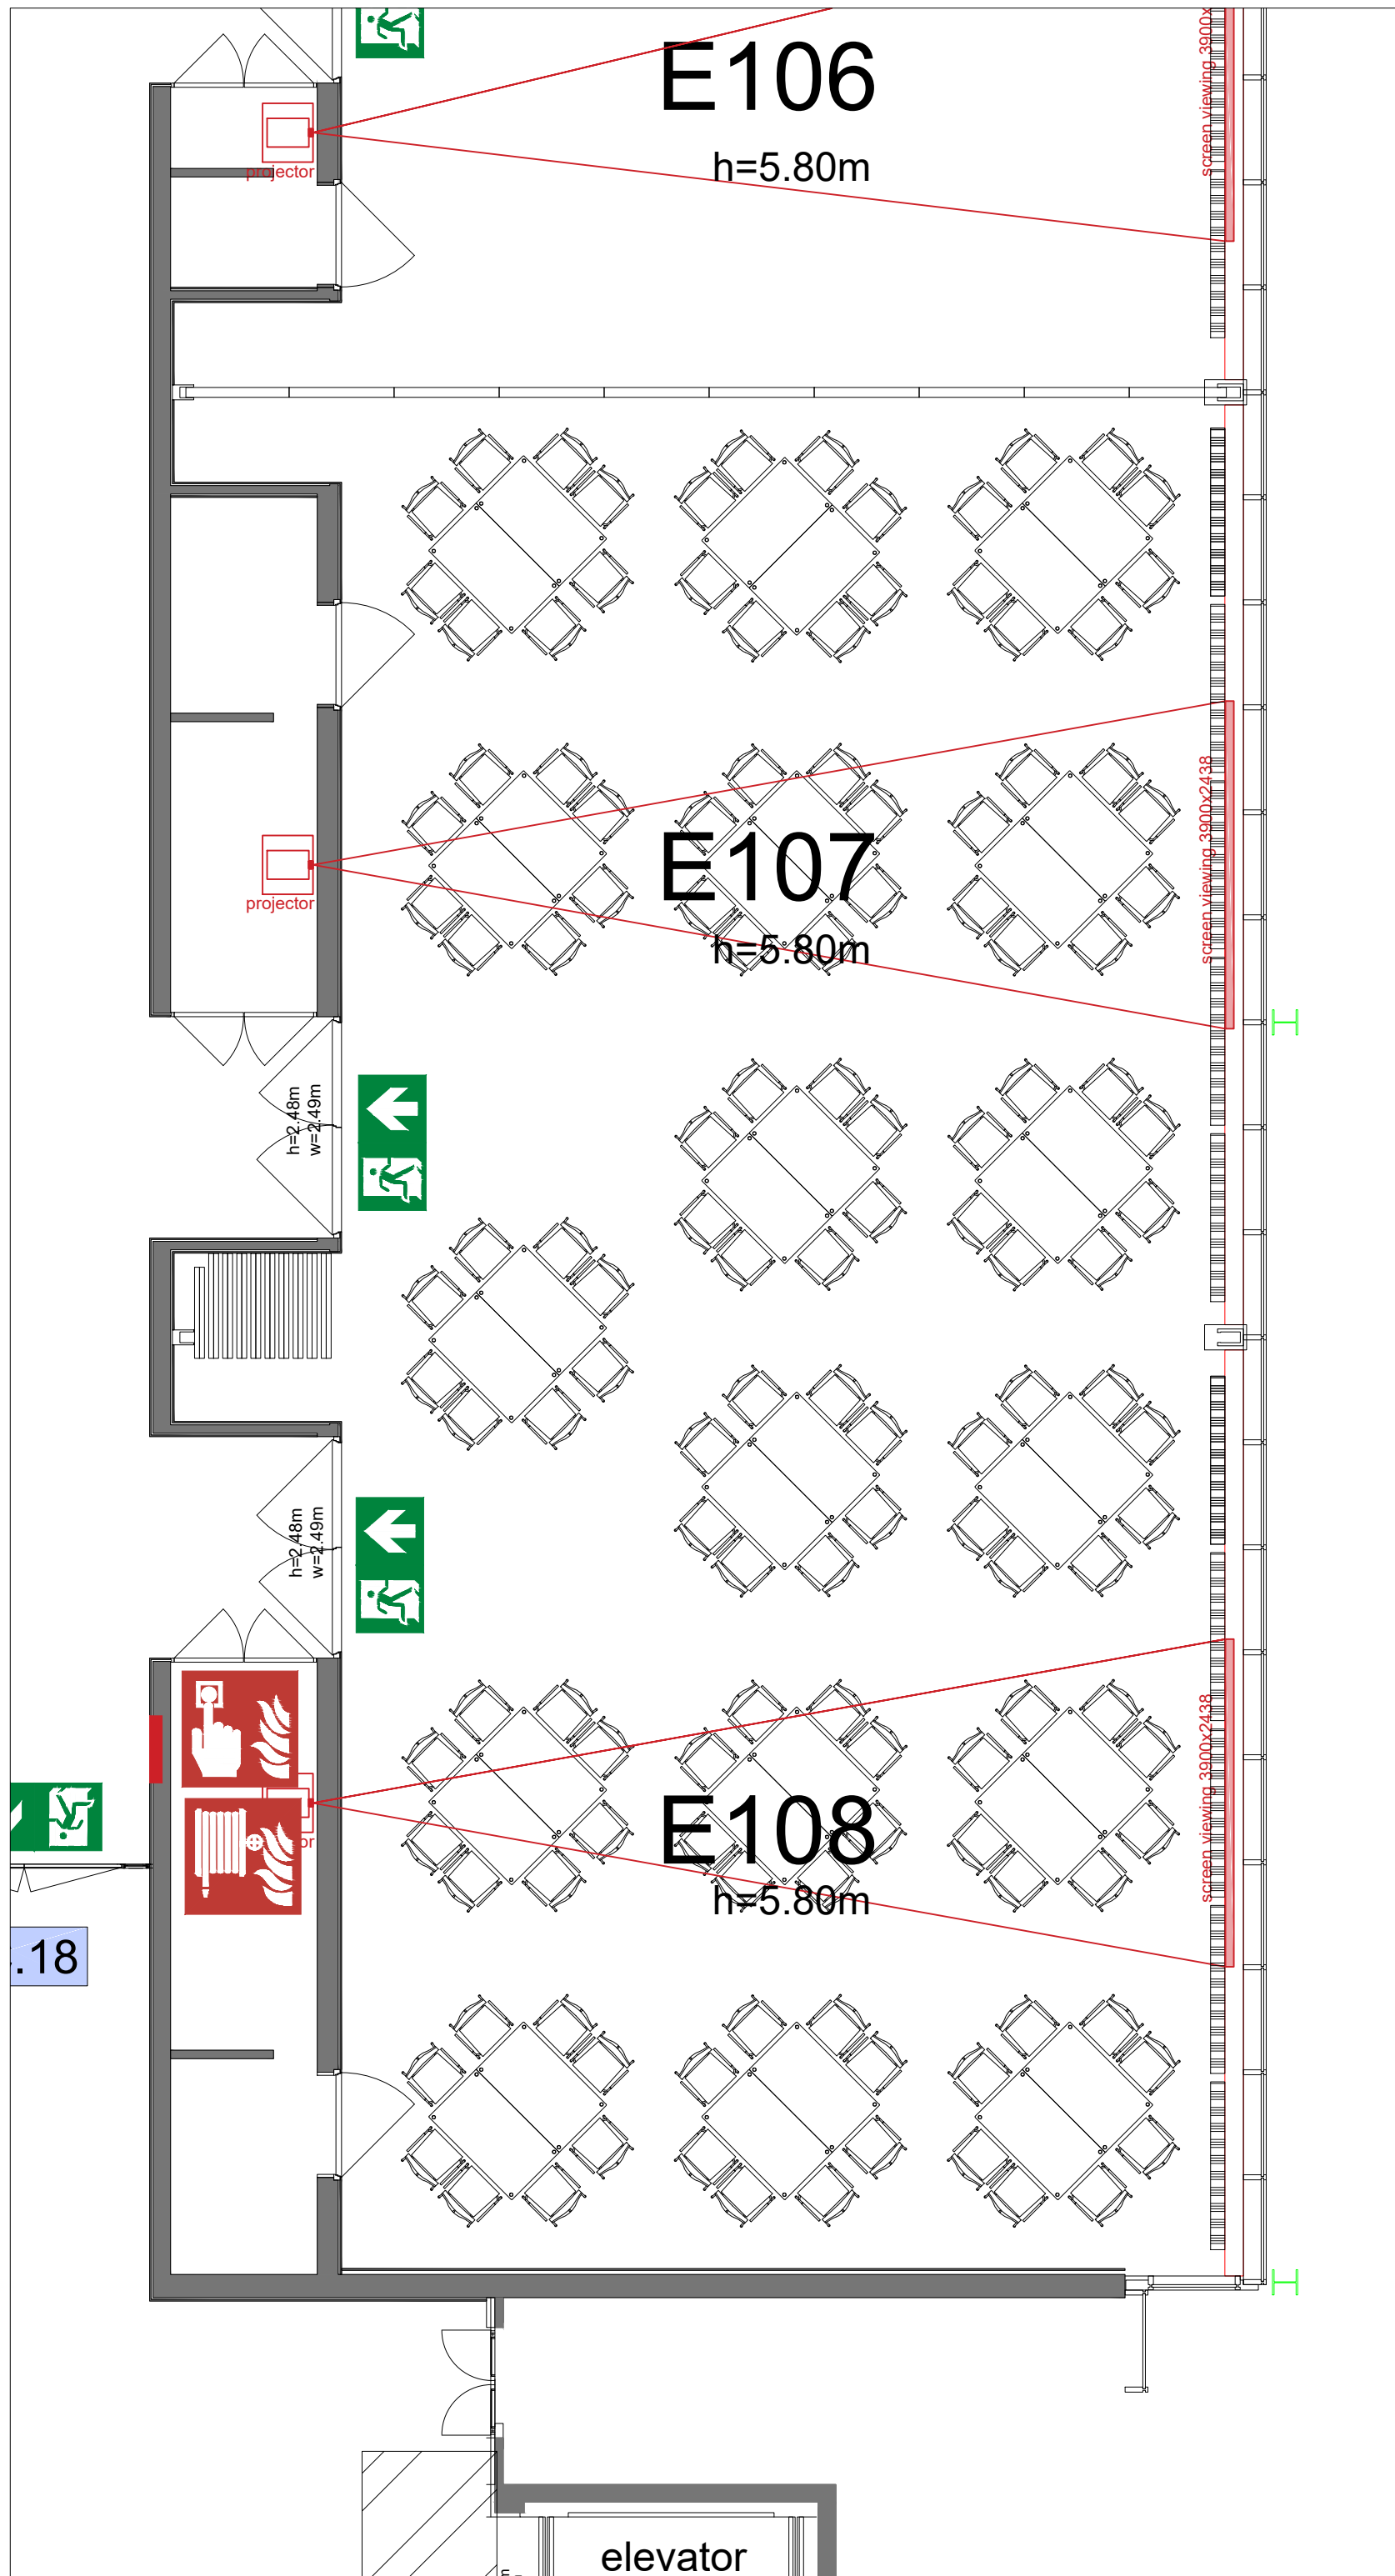 E106
h=5.80m
screen viewing 3900x
projector
E107
h=5.80m
screen viewing 3900x2438
projector
h=2.48m
w=2.49m
h=2.48m
w=2.49m
E108
h=5.80m
screen viewing 3900x2438
.18
elevator